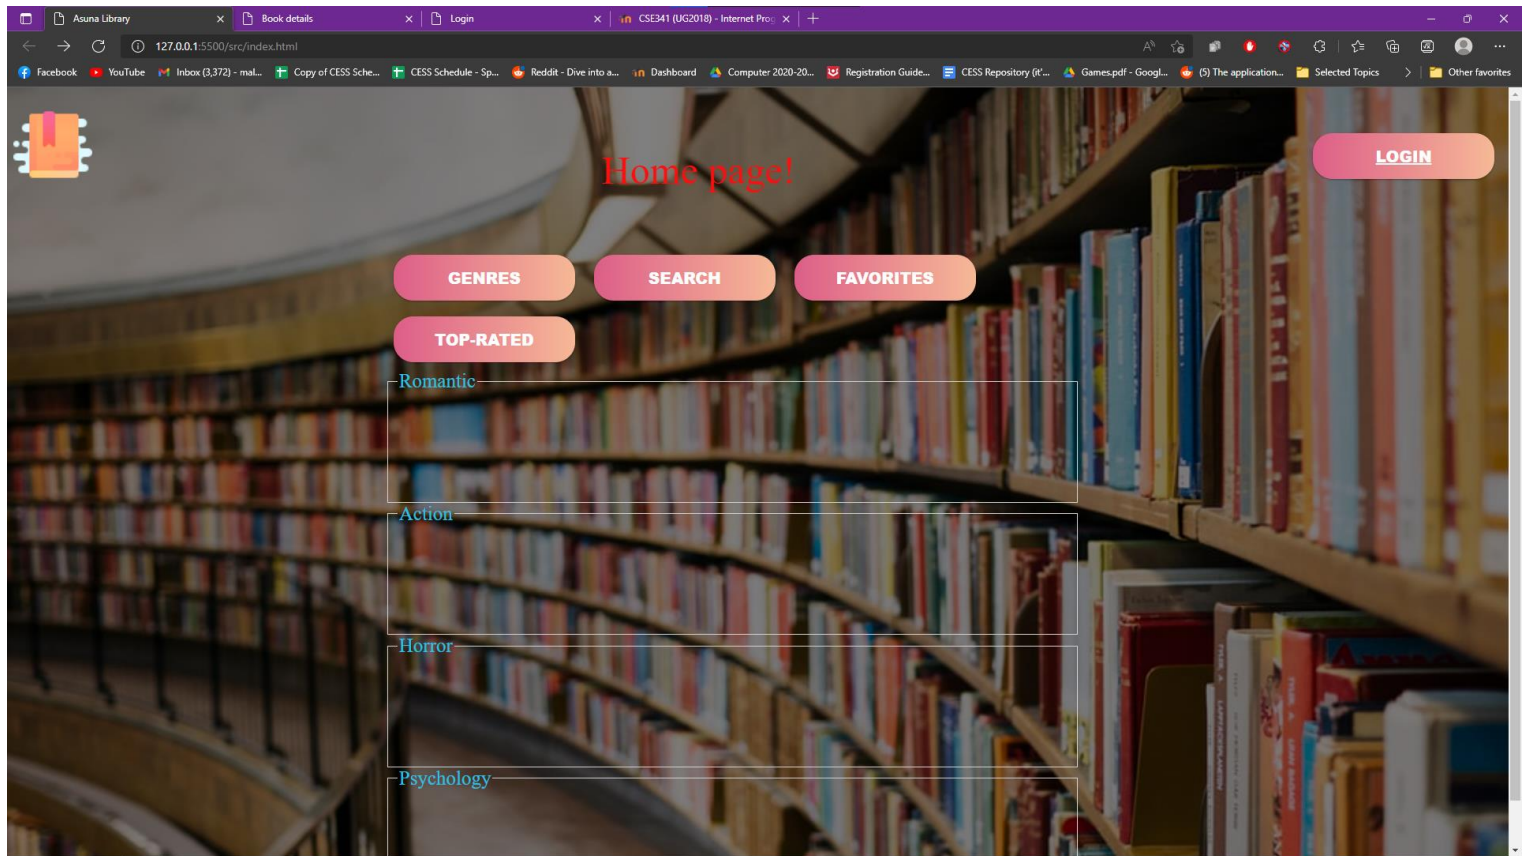 Asuna Library
Book details
Login
CSE341 (UG2018) - Internet Prog
127.0.0.1:5500/src/index.html
Facebook
YouTube
Inbox (3,372) - mal...
Copy of CESS Sche...
CESS Schedule - Sp...
Reddit - Dive into a...
Dashboard
Computer 2020-20...
Registration Guide...
CESS Repository (it'...
Games.pdf - Googl...
(5) The application...
Selected Topics
Other favorites
Home page!
LOGIN
GENRES
SEARCH
FAVORITES
TOP-RATED
Romantic
Action
Horror
Psychology